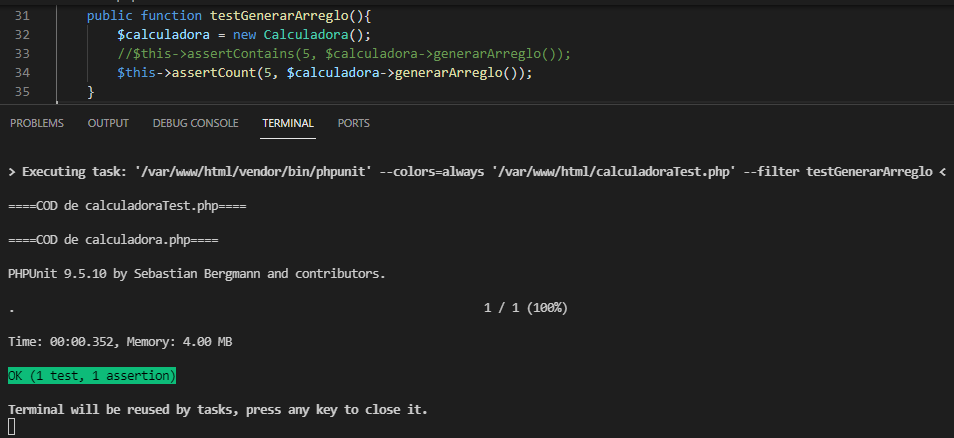 31 public function testGenerarArreglo(){
32 $calculadora = new Calculadora();
33 //$this->assertContains(5, $calculadora->generarArreglo());
34 $this->assertCount(5, $calculadora->generarArreglo());
35 }
PROBLEMS OUTPUT DEBUG CONSOLE TERMINAL PORTS
> Executing task: '/var/www/html/vendor/bin/phpunit' --colors=always '/var/www/html/calculadoraTest.php' --filter testGenerarArreglo <
====COD de calculadoraTest.php====
====COD de calculadora.php====
PHPUnit 9.5.10 by Sebastian Bergmann and contributors.
. 1 / 1 (100%)
Time: 00:00.352, Memory: 4.00 MB
OK (1 test, 1 assertion)
Terminal will be reused by tasks, press any key to close it.